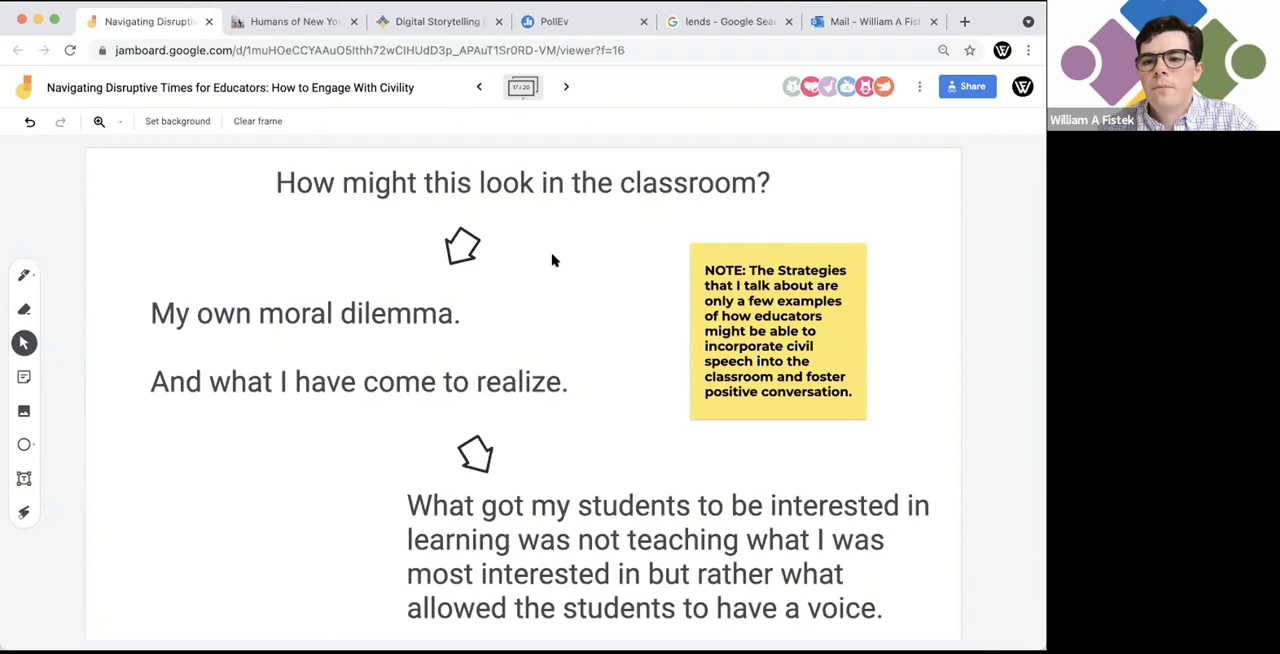 Navigating Disruptiv
Humans of New Yo
Digital Storytelling i
PollEv
lends - Google Sea
Mail - William A Fist
jamboard.google.com/d/1muHOeCCYAAuO5Ithh72wCIHUdD3p_APAuT1Sr0RD-VM/viewer?f=16
Navigating Disruptive Times for Educators: How to Engage With Civility
17 / 20
Share
Set background
Clear frame
William A Fistek
How might this look in the classroom?
My own moral dilemma.
And what I have come to realize.
NOTE: The Strategies
that I talk about are
only a few examples
of how educators
might be able to
incorporate civil
speech into the
classroom and foster
positive conversation.
What got my students to be interested in
learning was not teaching what I was
most interested in but rather what
allowed the students to have a voice.